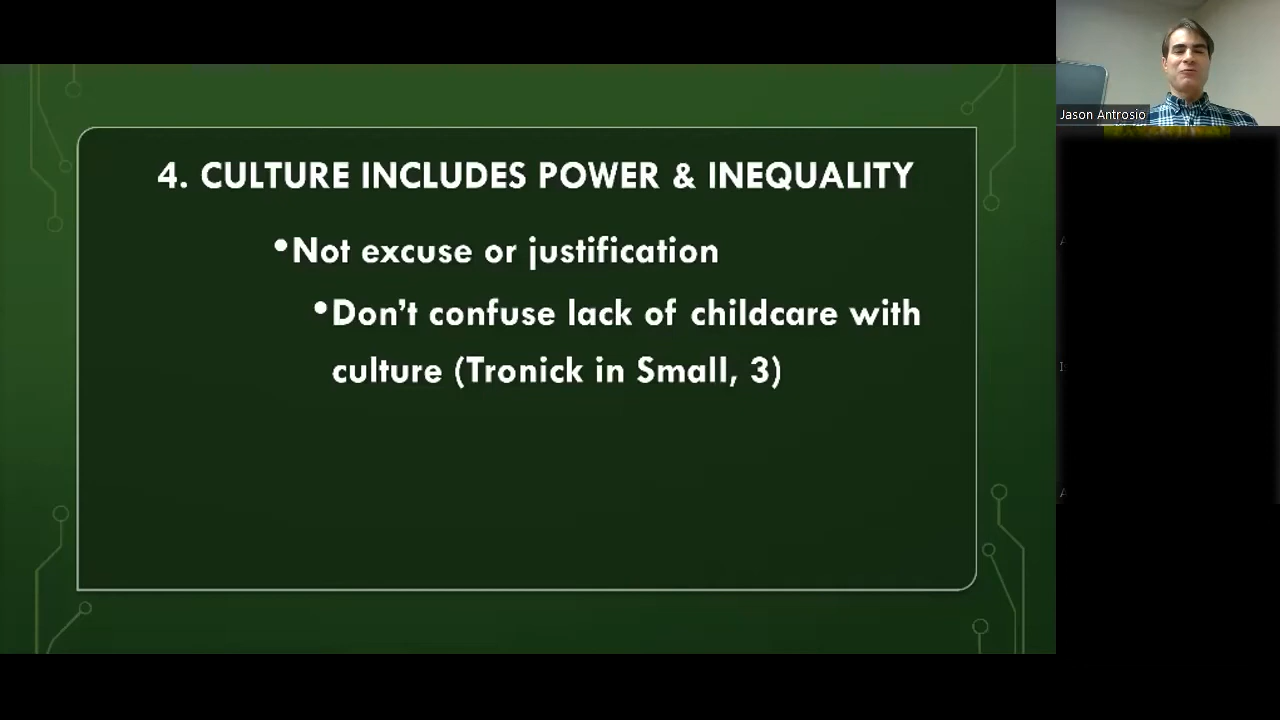 4. CULTURE INCLUDES POWER & INEQUALITY
•Not excuse or justification
•Don't confuse lack of childcare with
culture (Tronick in Small, 3)
Jason Antrosio